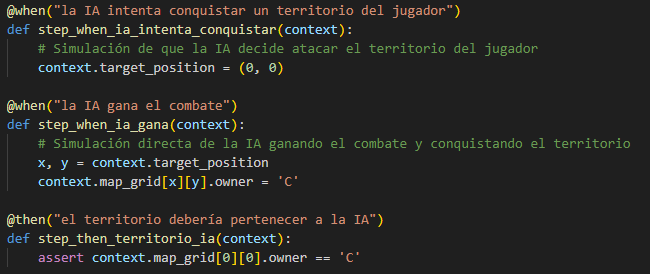 @when("la IA intenta conquistar un territorio del jugador")
def step_when_ia_intenta_conquistar(context):
    # Simulación de que la IA decide atacar el territorio del jugador
    context.target_position = (0, 0)

@when("la IA gana el combate")
def step_when_ia_gana(context):
    # Simulación directa de la IA ganando el combate y conquistando el territorio
    x, y = context.target_position
    context.map_grid[x][y].owner = 'C'

@then("el territorio debería pertenecer a la IA")
def step_then_territorio_ia(context):
    assert context.map_grid[0][0].owner == 'C'